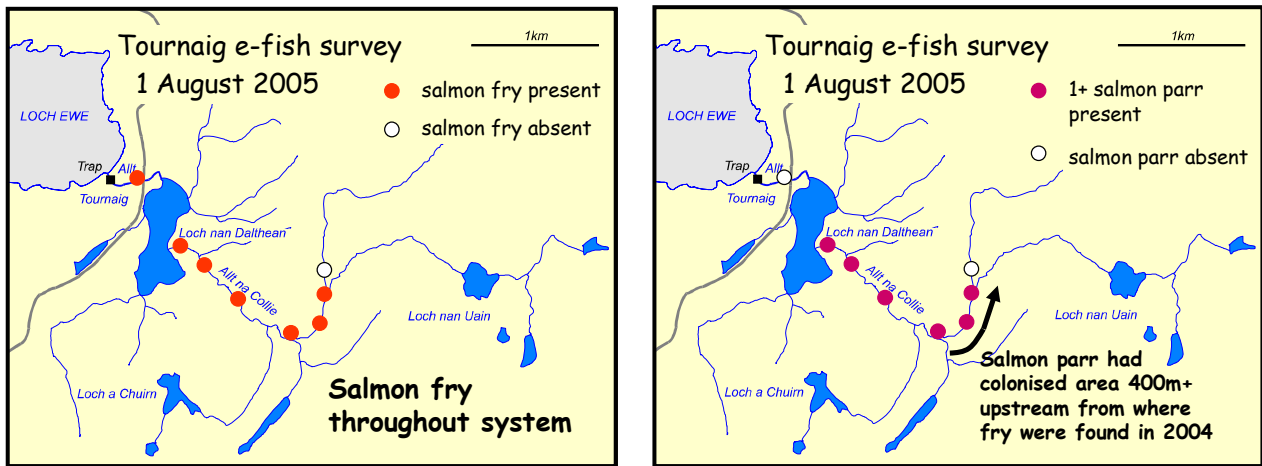 Tournaig e-fish survey
1 August 2005
1km
salmon fry present
salmon fry absent
LOCH EWE
Trap
Allt
Tournaig
Loch nan Dalthean
Allt na Collie
Loch nan Uain
Loch a Chuirn
Salmon fry
throughout system
Tournaig e-fish survey
1 August 2005
1km
1+ salmon parr
present
salmon parr absent
LOCH EWE
Trap
Allt
Tournaig
Loch nan Dalthean
Allt na Collie
Loch nan Uain
Loch a Chuirn
Salmon parr had
colonised area 400m+
upstream from where
fry were found in 2004